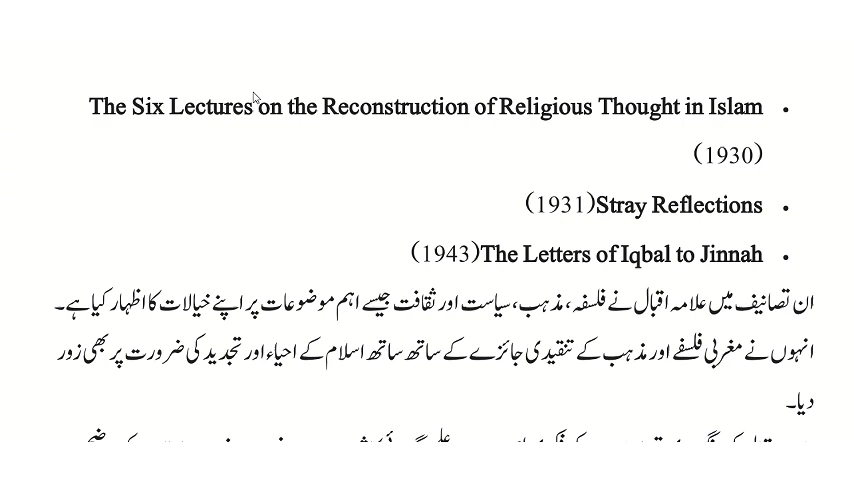 • The Six Lectures on the Reconstruction of Religious Thought in Islam
(1930)
• Stray Reflections(1931)
• The Letters of Iqbal to Jinnah(1943)
ان تصانیف میں علامہ اقبال نے فلسفہ، مذہب، سیاست اور ثقافت جیسے اہم موضوعات پر اپنے خیالات کا اظہار کیا ہے۔
انہوں نے مغربی فلسفے اور مذہب کے تنقیدی جائزے کے ساتھ ساتھ اسلام کے احیاء اور تجدید کی ضرورت پر بھی زور
دیا۔